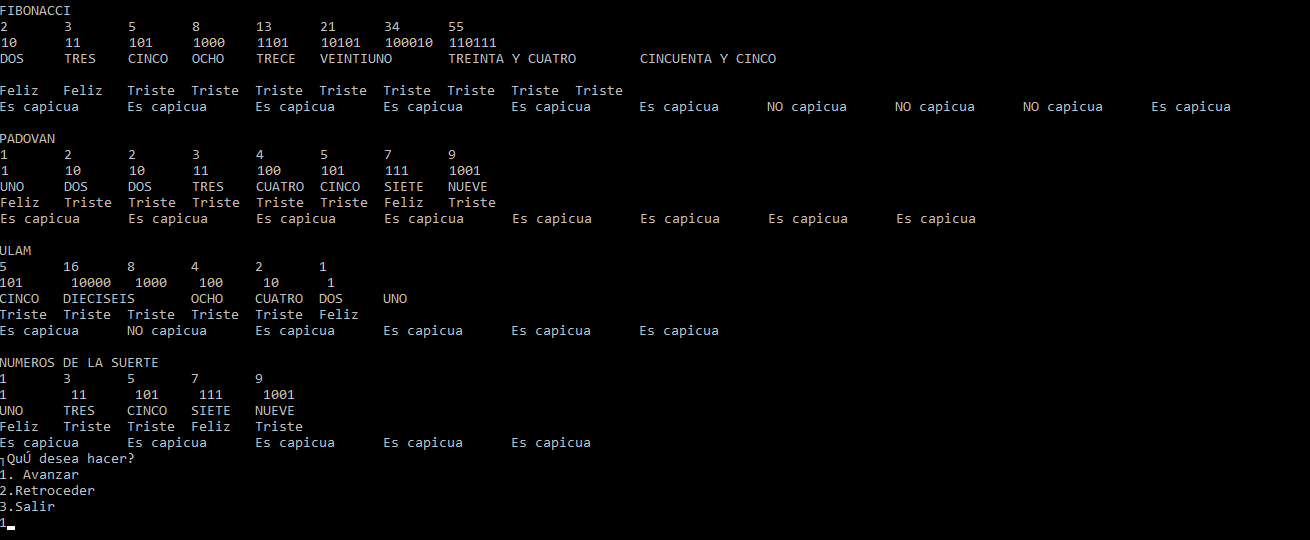 FIBONACCI
2 3 5 8 13 21 34 55
10 11 101 1000 1101 10101 100010 110111
DOS TRES CINCO OCHO TRECE VEINTIUNO TREINTA Y CUATRO CINCUENTA Y CINCO
Feliz Feliz Triste Triste Triste Triste Triste Triste Triste Triste
Es capicua Es capicua Es capicua Es capicua Es capicua Es capicua NO capicua NO capicua NO capicua Es capicua
PADOVAN
1 2 2 3 4 5 7 9
1 10 10 11 100 101 111 1001
UNO DOS DOS TRES CUATRO CINCO SIETE NUEVE
Feliz Triste Triste Triste Triste Triste Feliz Triste
Es capicua Es capicua Es capicua Es capicua Es capicua Es capicua Es capicua Es capicua
ULAM
5 16 8 4 2 1
101 10000 1000 100 10 1
CINCO DIECISEIS OCHO CUATRO DOS UNO
Triste Triste Triste Triste Triste Feliz
Es capicua NO capicua Es capicua Es capicua Es capicua Es capicua
NUMEROS DE LA SUERTE
1 3 5 7 9
1 11 101 111 1001
UNO TRES CINCO SIETE NUEVE
Feliz Triste Triste Feliz Triste
Es capicua Es capicua Es capicua Es capicua Es capicua
┐QuÚ desea hacer?
1. Avanzar
2.Retroceder
3.Salir
1